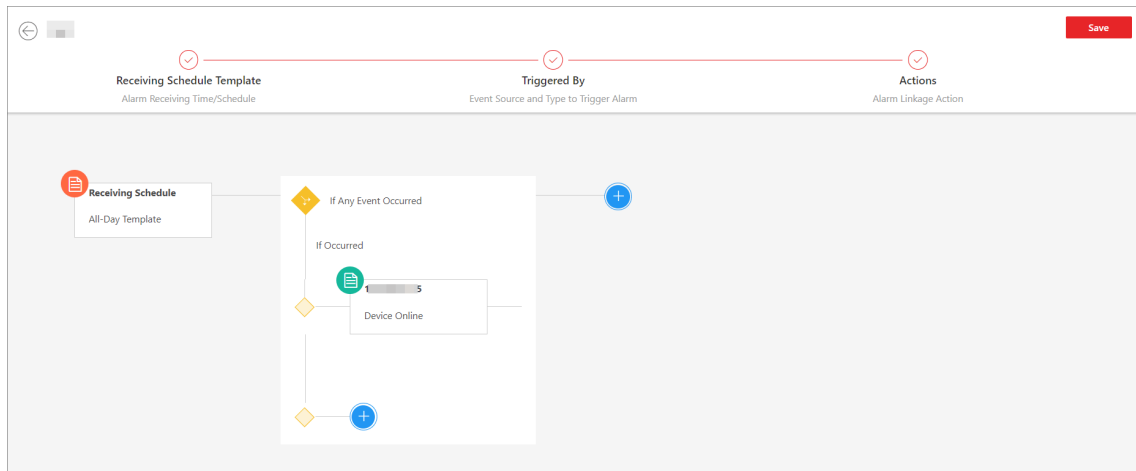 Save
Receiving Schedule Template
Alarm Receiving Time/Schedule
Triggered By
Event Source and Type to Trigger Alarm
Actions
Alarm Linkage Action
Receiving Schedule
All-Day Template
If Any Event Occurred
If Occurred
Device Online